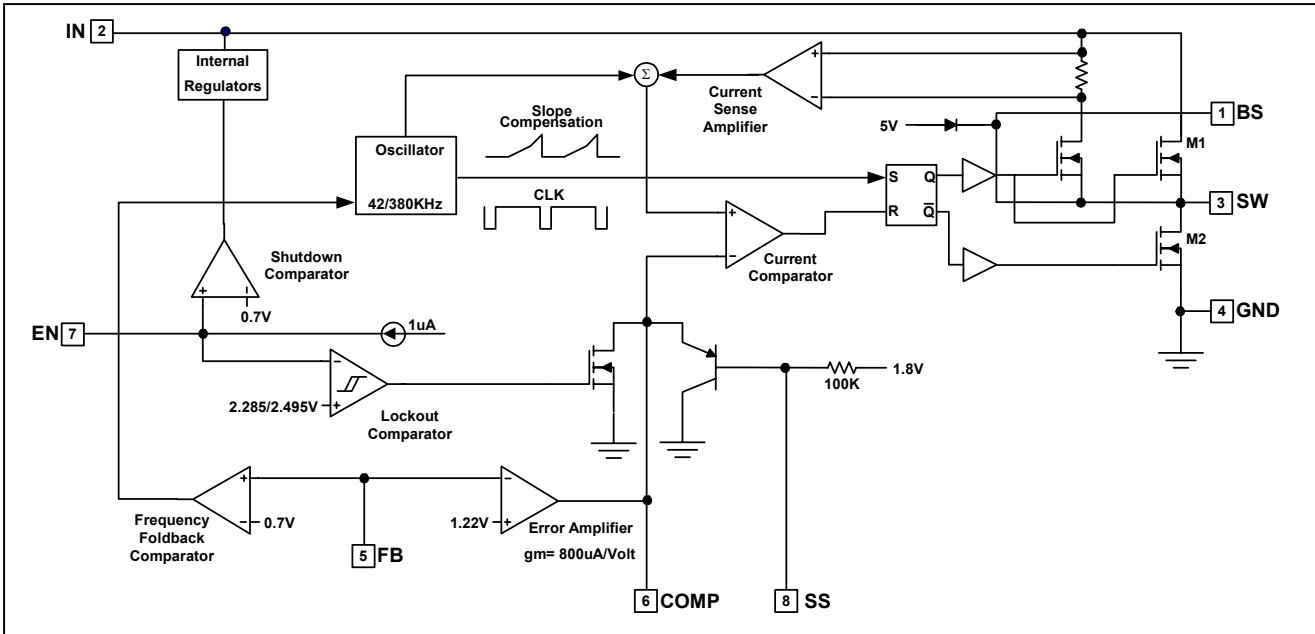 IN 2
Internal
Regulators
+
−
Current
Sense
Amplifier
Σ
Slope
Compensation
5V
1 BS
Oscillator
42/380KHz
CLK
M1
S Q
R Q̅
3 SW
+
−
Current
Comparator
M2
Shutdown
Comparator
+ −
0.7V
4 GND
EN 7
1uA
−
+
2.285/2.495V
Lockout
Comparator
100K
1.8V
+
−
0.7V
Frequency
Foldback
Comparator
−
+
1.22V
Error Amplifier
gm= 800uA/Volt
5 FB
6 COMP
8 SS